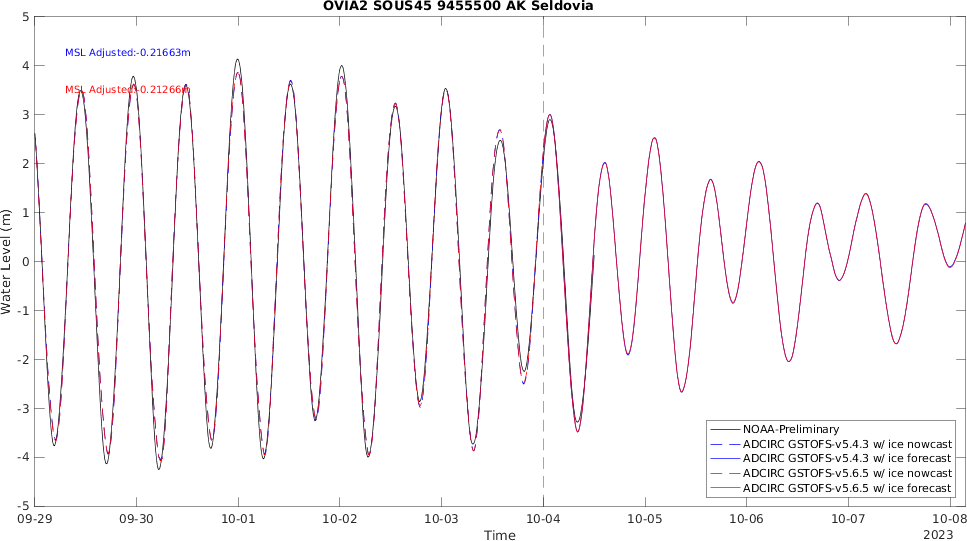 OVIA2 SOUS45 9455500 AK Seldovia
MSL Adjusted:-0.21663m
MSL Adjusted:-0.21266m
Water Level (m)
5
4
3
2
1
0
-1
-2
-3
-4
-5
NOAA-Preliminary
ADCIRC GSTOFS-v5.4.3 w/ ice nowcast
ADCIRC GSTOFS-v5.4.3 w/ ice forecast
ADCIRC GSTOFS-v5.6.5 w/ ice nowcast
ADCIRC GSTOFS-v5.6.5 w/ ice forecast
09-29 09-30 10-01 10-02 10-03 10-04 10-05 10-06 10-07 10-08
Time
2023